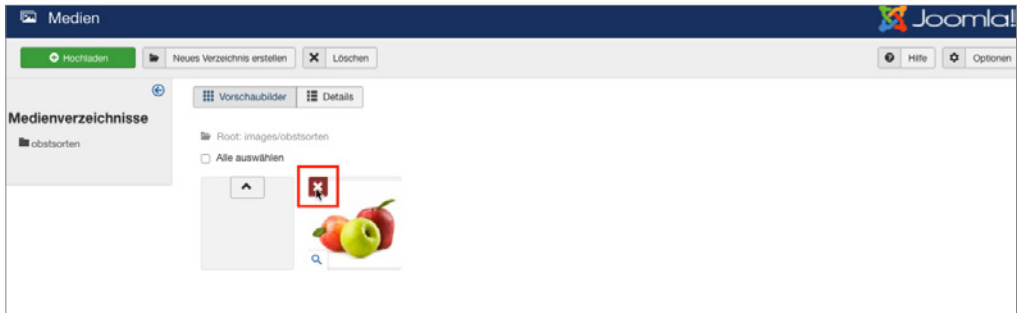 Medien
Joomla!
Hochladen
Neues Verzeichnis erstellen
Löschen
Hilfe
Optionen
Medienverzeichnisse
obstsorten
Vorschaubilder
Details
Root: images/obstsorten
Alle auswählen